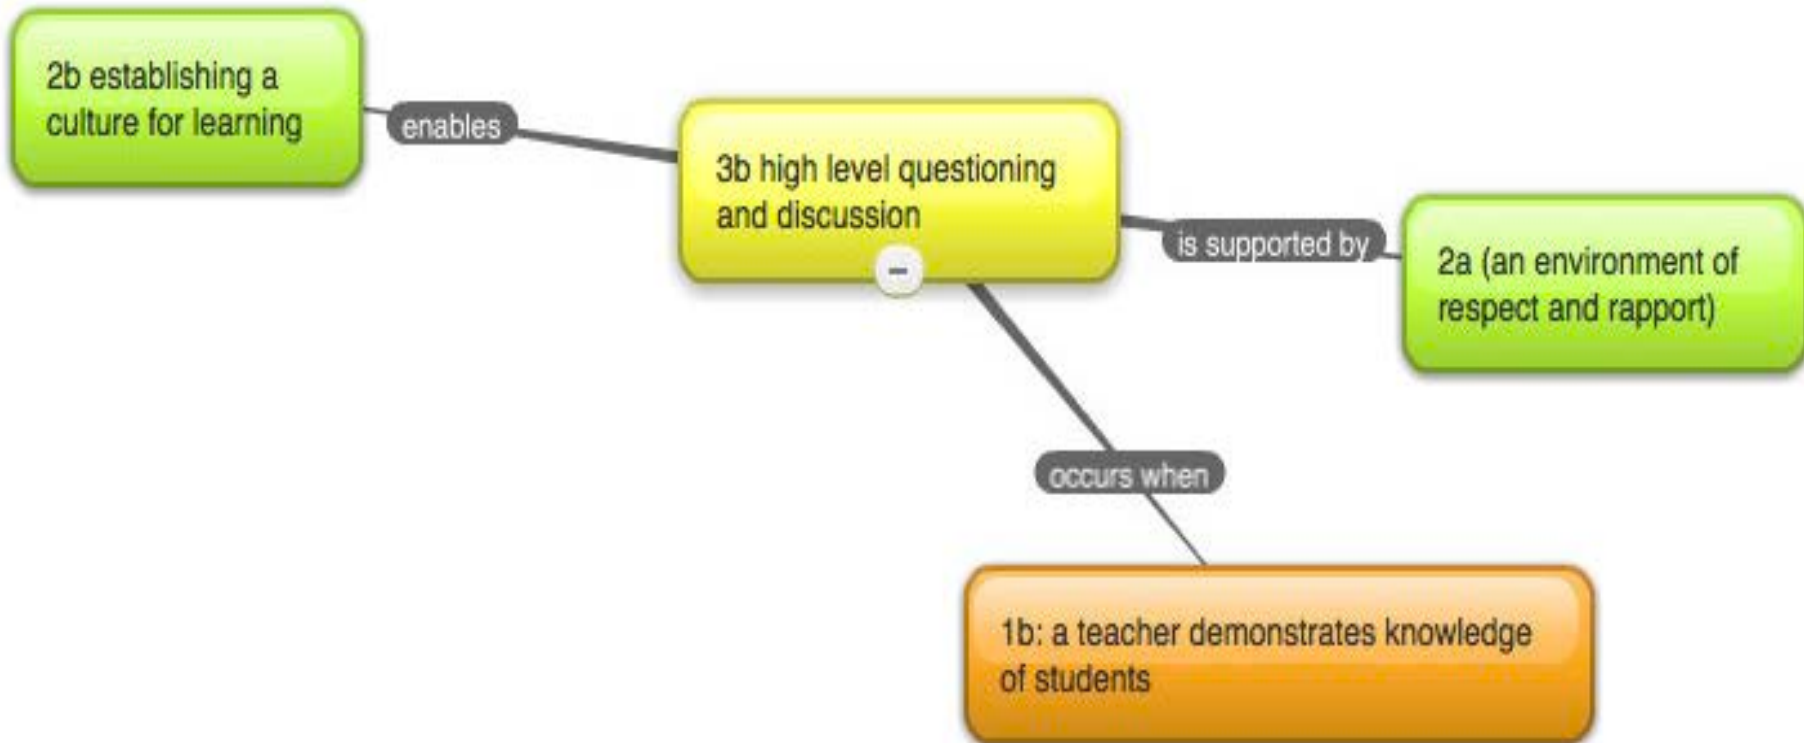 2b establishing a
culture for learning
enables
3b high level questioning
and discussion
is supported by
2a (an environment of
respect and rapport)
occurs when
1b: a teacher demonstrates knowledge
of students